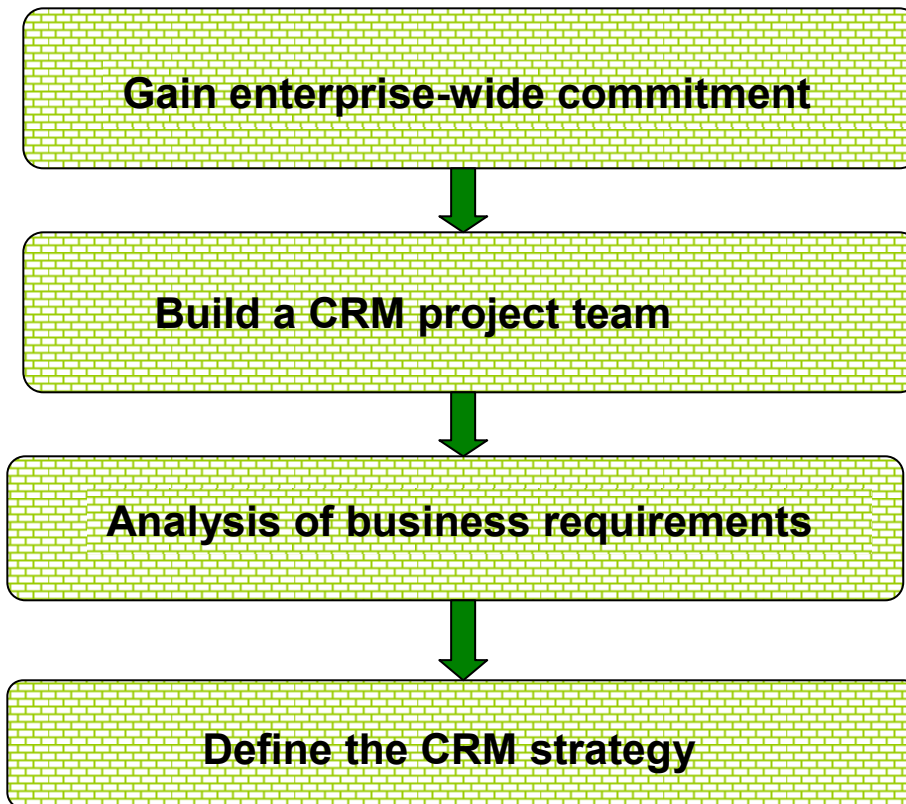 Gain enterprise-wide commitment
Build a CRM project team
Analysis of business requirements
Define the CRM strategy